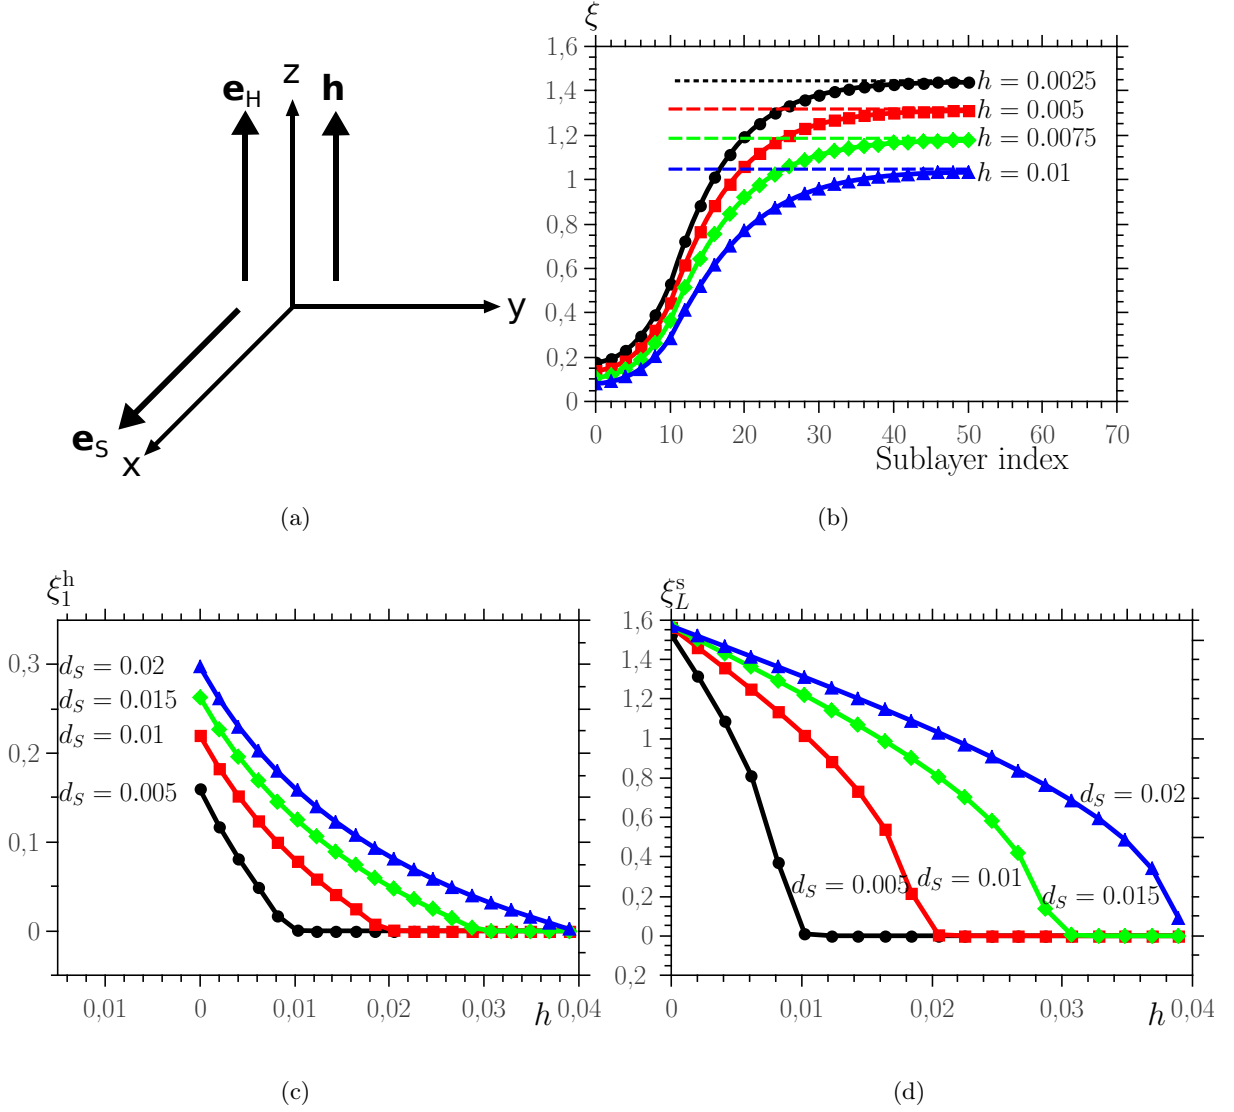 z
e_H
h
y
e_S
x
(a)
ξ
1,6
1,4
1,2
1
0,8
0,6
0,4
0,2
0
h = 0.0025
h = 0.005
h = 0.0075
h = 0.01
0 10 20 30 40 50 60 70
Sublayer index
(b)
ξ_1^h
0,3
0,2
0,1
0
d_S = 0.02
d_S = 0.015
d_S = 0.01
d_S = 0.005
0,01 0 0,01 0,02 0,03 h 0,04
(c)
ξ_L^s
1,6
1,4
1,2
1
0,8
0,6
0,4
0,2
0
0,2
d_S = 0.02
d_S = 0.005
d_S = 0.01
d_S = 0.015
0 0,01 0,02 0,03 h 0,04
(d)